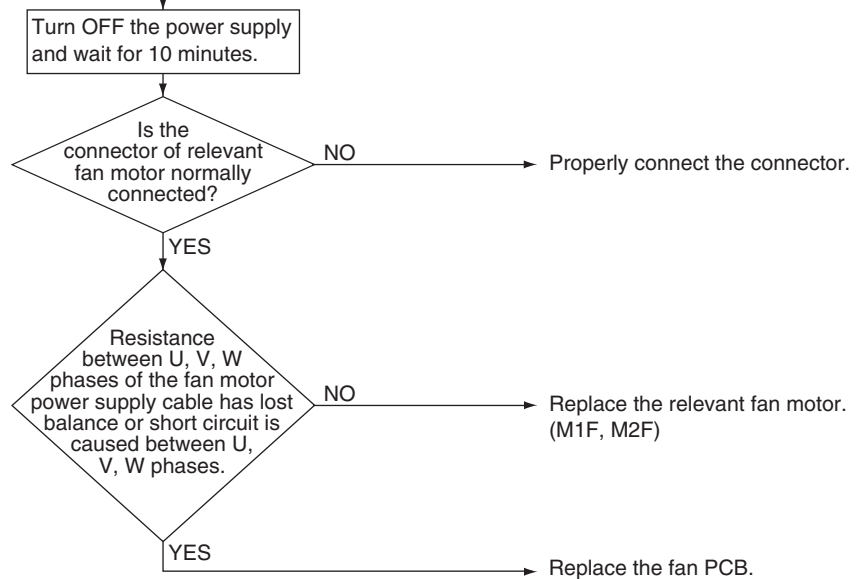 Turn OFF the power supply
and wait for 10 minutes.
Is the
connector of relevant
fan motor normally
connected?
NO
Properly connect the connector.
YES
Resistance
between U, V, W
phases of the fan motor
power supply cable has lost
balance or short circuit is
caused between U,
V, W phases.
NO
Replace the relevant fan motor.
(M1F, M2F)
YES
Replace the fan PCB.